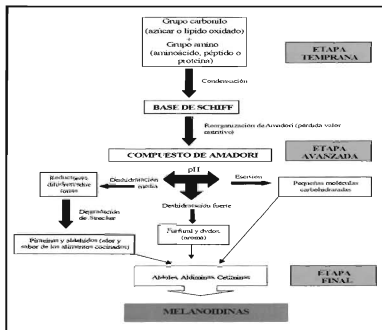 Grupo carbonilo
(azúcar o lípido oxidado)
+
Grupo amino
(aminoácido, péptido o
proteína)
ETAPA
TEMPRANA
Condensación
BASE DE SCHIFF
Reorganización de Amadori (pérdida valor
nutritivo)
COMPUESTO DE AMADORI
ETAPA
AVANZADA
pH
Deshidratación
media
Escisión
Reductonas
Pequeñas moléculas
carbohidratadas
Deshidratación fuerte
Degradación
de Strecker
Pirazinas y aldehídos (olor y
sabor de los alimentos cocinados)
Furfural y
(aroma)
Aldoles, Aldiminas, Cetiminas
ETAPA
FINAL
MELANOIDINAS